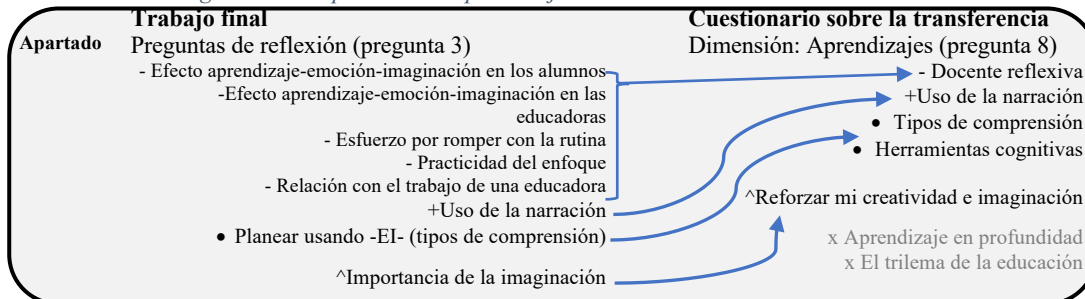 Trabajo final
Cuestionario sobre la transferencia
Apartado
Preguntas de reflexión (pregunta 3)
Dimensión: Aprendizajes (pregunta 8)
- Efecto aprendizaje-emoción-imaginación en los alumnos
-Efecto aprendizaje-emoción-imaginación en las
educadoras
- Esfuerzo por romper con la rutina
- Practicidad del enfoque
- Relación con el trabajo de una educadora
+Uso de la narración
• Planear usando -EI- (tipos de comprensión)
^Importancia de la imaginación
- Docente reflexiva
+Uso de la narración
• Tipos de comprensión
• Herramientas cognitivas
^Reforzar mi creatividad e imaginación
x Aprendizaje en profundidad
x El trilema de la educación